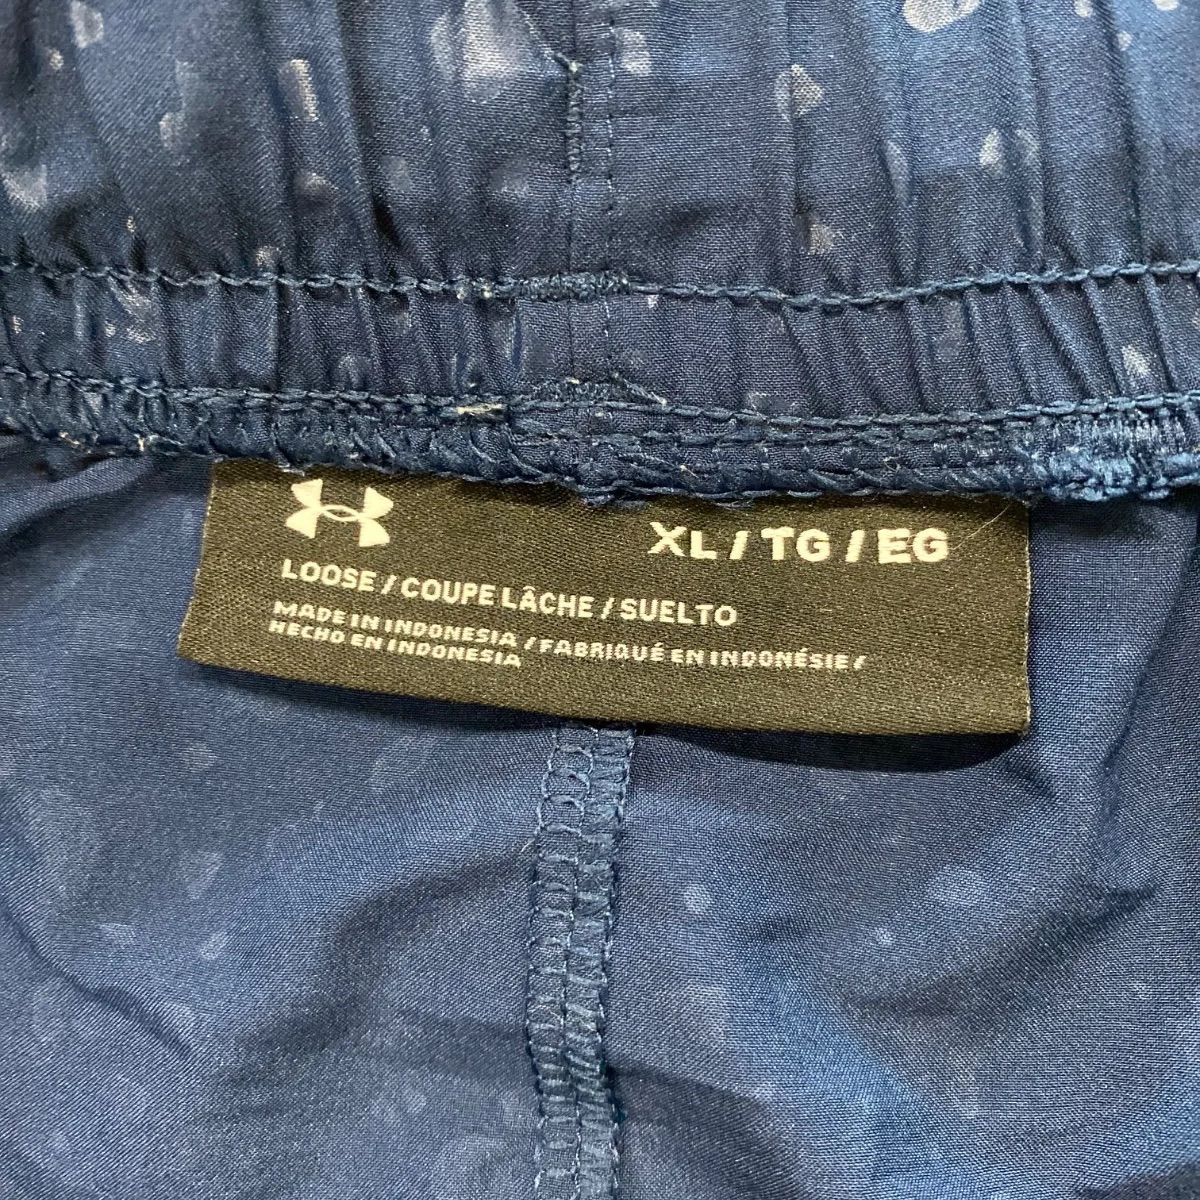 XL / TG / EG
LOOSE / COUPE LÂCHE / SUELTO
MADE IN INDONESIA / FABRIQUÉ EN INDONÉSIE /
HECHO EN INDONESIA